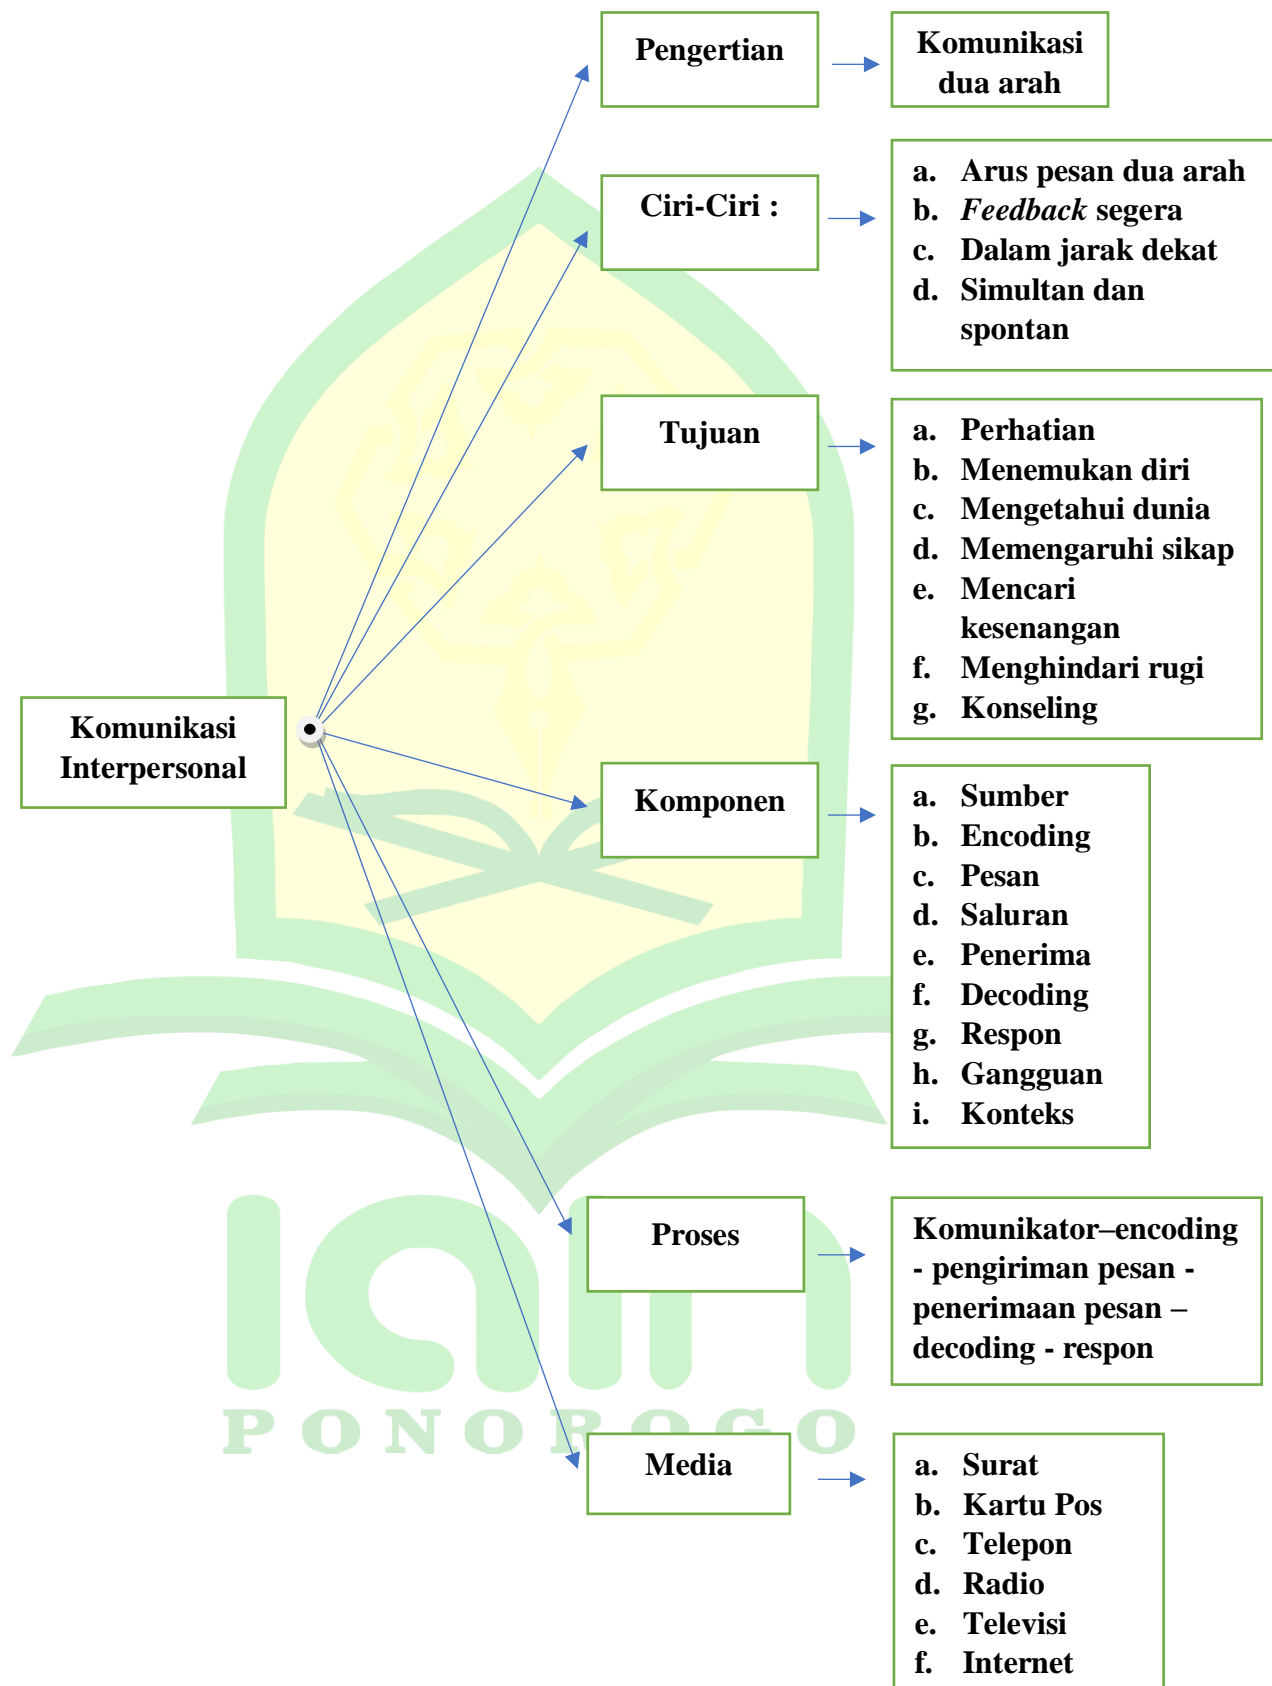 Pengertian
Komunikasi
dua arah
Ciri-Ciri :
a. Arus pesan dua arah
b. Feedback segera
c. Dalam jarak dekat
d. Simultan dan
spontan
Tujuan
a. Perhatian
b. Menemukan diri
c. Mengetahui dunia
d. Memengaruhi sikap
e. Mencari
kesenangan
f. Menghindari rugi
g. Konseling
Komunikasi
Interpersonal
Komponen
a. Sumber
b. Encoding
c. Pesan
d. Saluran
e. Penerima
f. Decoding
g. Respon
h. Gangguan
i. Konteks
Proses
Komunikator–encoding
- pengiriman pesan -
penerimaan pesan –
decoding - respon
Media
a. Surat
b. Kartu Pos
c. Telepon
d. Radio
e. Televisi
f. Internet
iain
PONOROGO